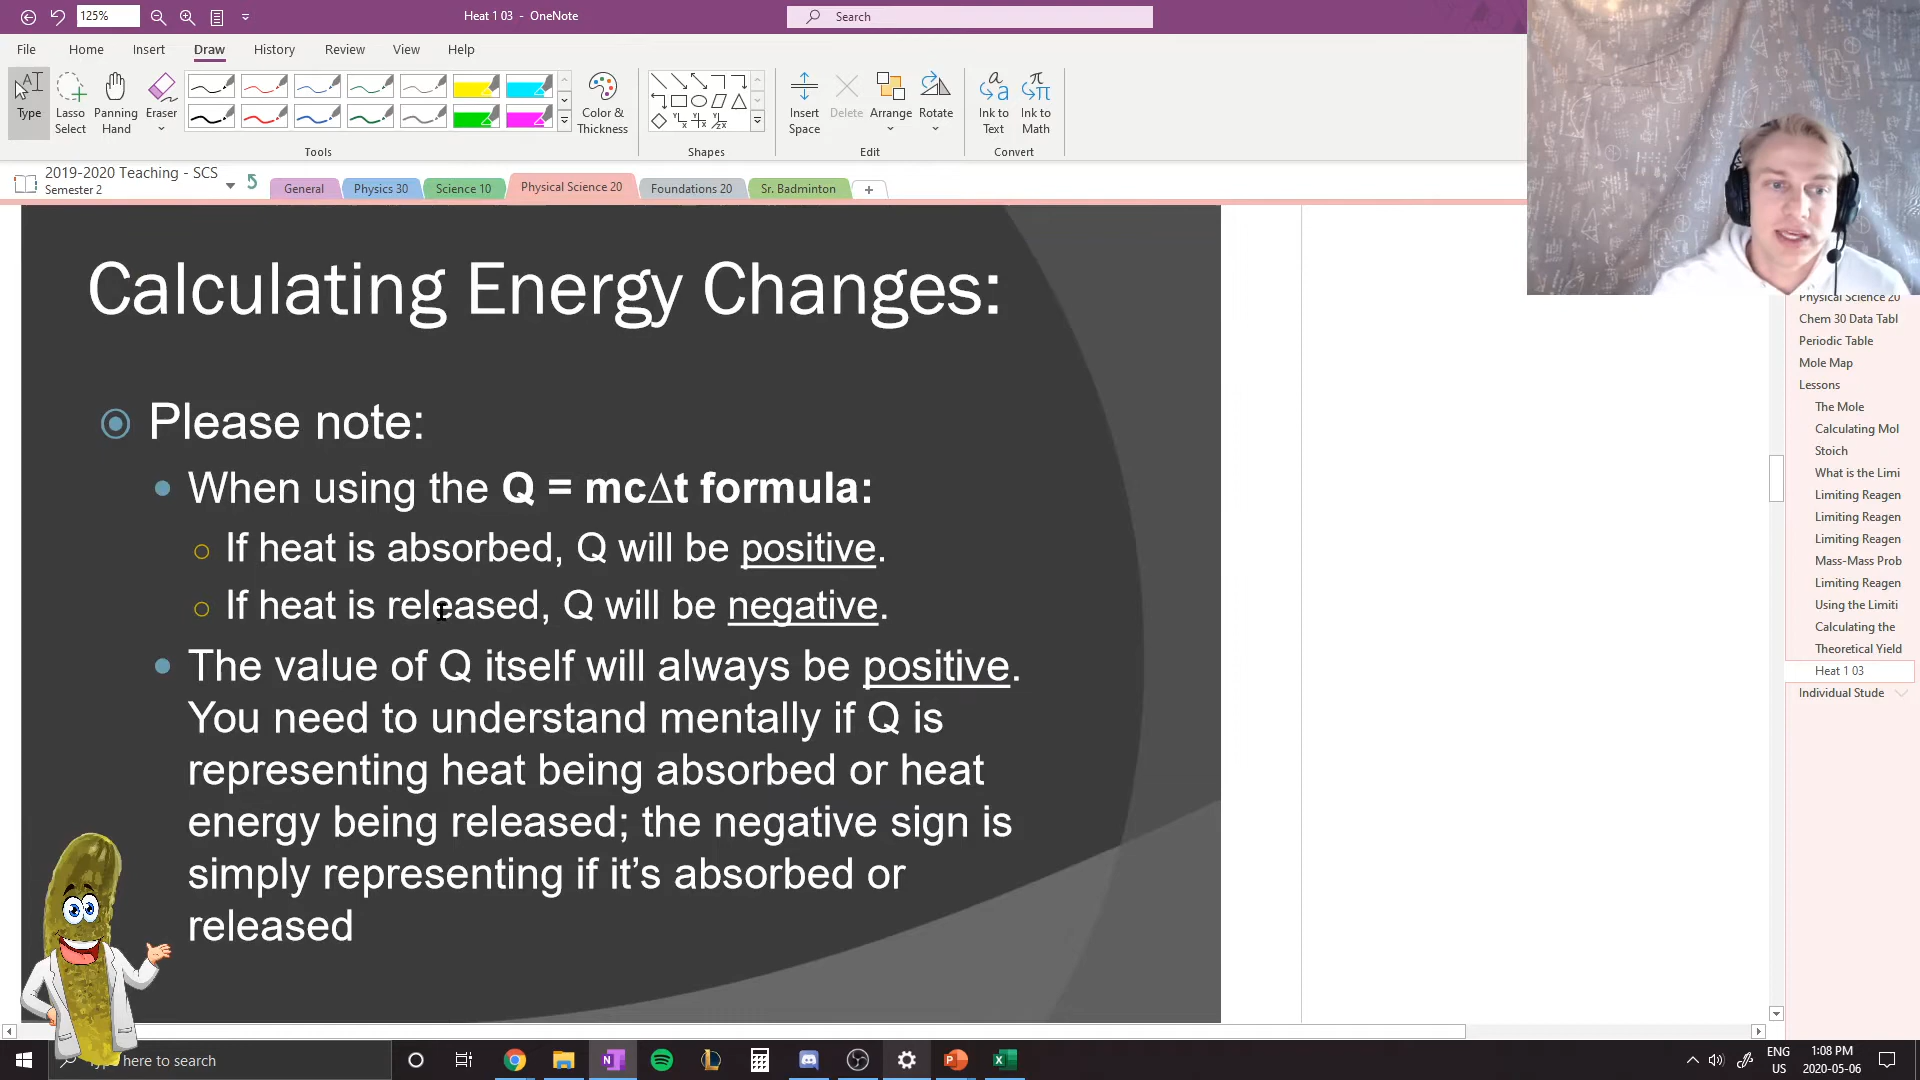 125%
Heat 1 03 - OneNote
Search
File Home Insert Draw History Review View Help
Type
Lasso Select
Panning Hand
Eraser
Color & Thickness
Insert Space
Delete
Arrange
Rotate
Ink to Text
Ink to Math
Tools
Shapes
Edit
Convert
2019-2020 Teaching - SCS
Semester 2
General Physics 30 Science 10 Physical Science 20 Foundations 20 Sr. Badminton +
Calculating Energy Changes:
Please note:
When using the Q = mcΔt formula:
If heat is absorbed, Q will be positive.
If heat is released, Q will be negative.
The value of Q itself will always be positive.
You need to understand mentally if Q is
representing heat being absorbed or heat
energy being released; the negative sign is
simply representing if it's absorbed or
released
Physical Science 20
Chem 30 Data Tabl
Periodic Table
Mole Map
Lessons
The Mole
Calculating Mol
Stoich
What is the Limi
Limiting Reagen
Limiting Reagen
Limiting Reagen
Mass-Mass Prob
Limiting Reagen
Using the Limiti
Calculating the
Theoretical Yield
Heat 1 03
Individual Stude
here to search
ENG
US
1:08 PM
2020-05-06